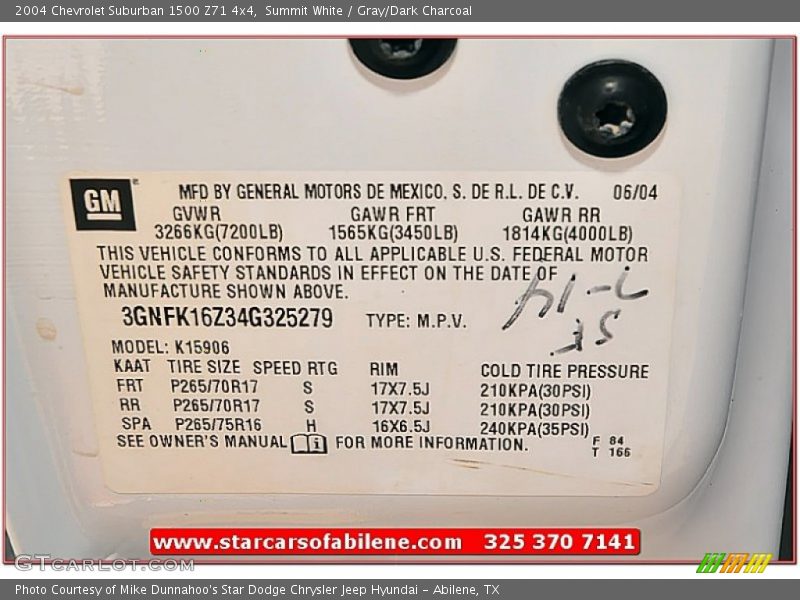 2004 Chevrolet Suburban 1500 Z71 4x4,  Summit White / Gray/Dark Charcoal
GM
MFD BY GENERAL MOTORS DE MEXICO, S. DE R.L. DE C.V. 06/04
GVWR GAWR FRT GAWR RR
3266KG(7200LB) 1565KG(3450LB) 1814KG(4000LB)
THIS VEHICLE CONFORMS TO ALL APPLICABLE U.S. FEDERAL MOTOR
VEHICLE SAFETY STANDARDS IN EFFECT ON THE DATE OF
MANUFACTURE SHOWN ABOVE.
3GNFK16Z34G325279 TYPE: M.P.V.
MODEL: K15906
KAAT TIRE SIZE SPEED RTG RIM COLD TIRE PRESSURE
FRT P265/70R17 S 17X7.5J 210KPA(30PSI)
RR P265/70R17 S 17X7.5J 210KPA(30PSI)
SPA P265/75R16 H 16X6.5J 240KPA(35PSI)
SEE OWNER'S MANUAL i FOR MORE INFORMATION.
F 84
T 166
www.starcarsofabilene.com 325 370 7141
GTcarlot.com
Photo Courtesy of Mike Dunnahoo's Star Dodge Chrysler Jeep Hyundai - Abilene, TX